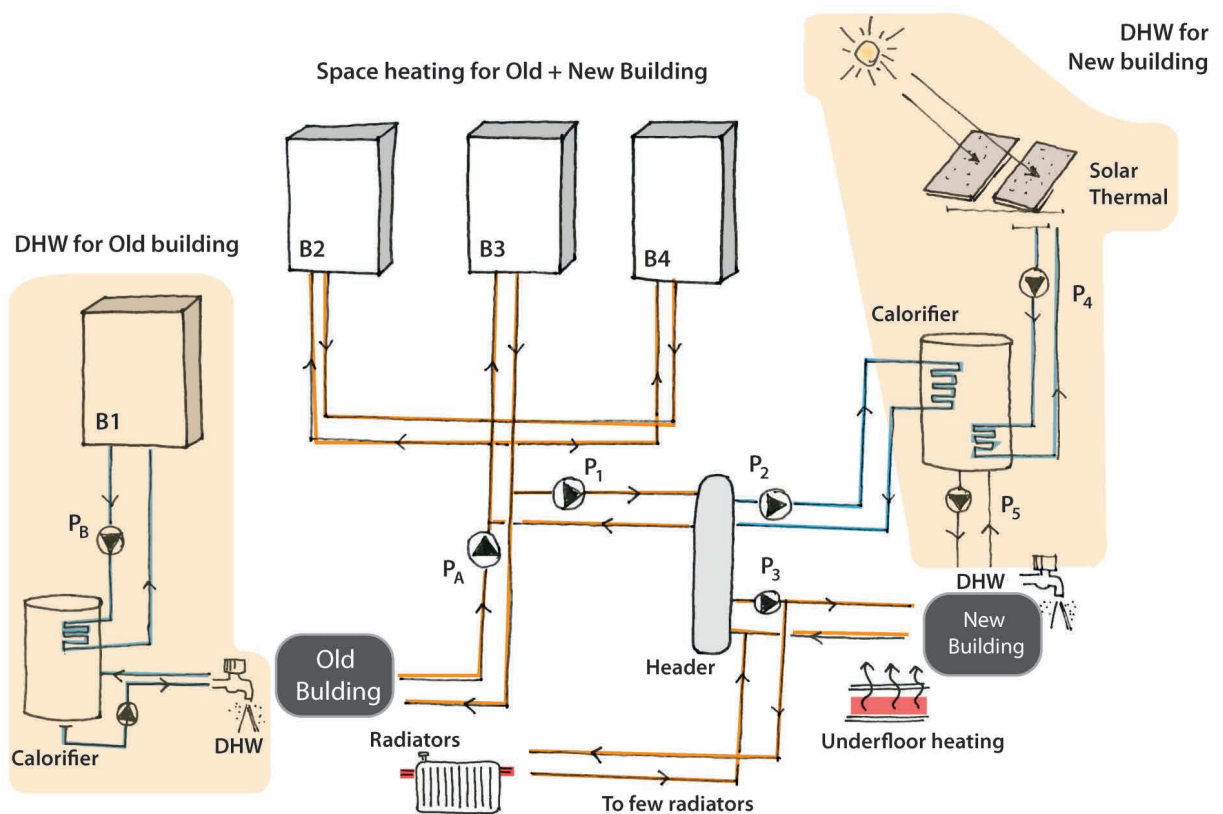 DHW for
New building
Space heating for Old + New Building
Solar
Thermal
DHW for Old building
B2
B3
B4
P4
Calorifier
B1
P1
P2
PB
P5
PA
P3
DHW
New
Building
Old
Bulding
Header
Radiators
DHW
Underfloor heating
Calorifier
To few radiators